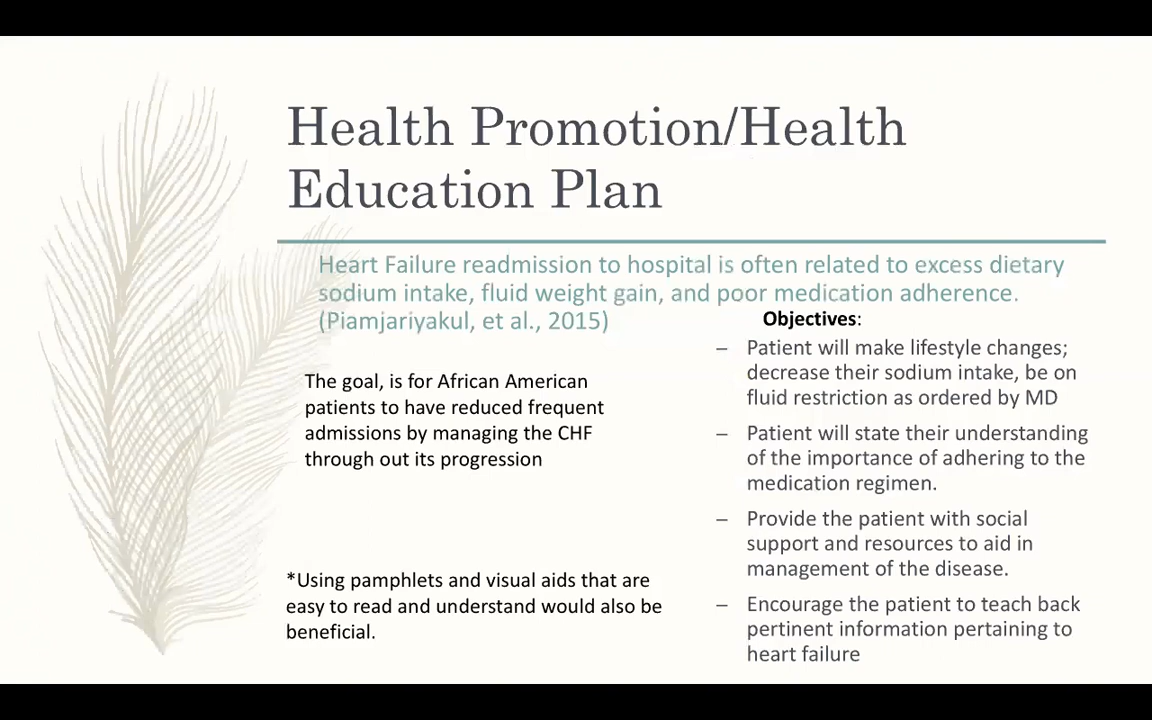 Health Promotion/Health
Education Plan
Heart Failure readmission to hospital is often related to excess dietary
sodium intake, fluid weight gain, and poor medication adherence.
(Piamjariyakul, et al., 2015)
The goal, is for African American
patients to have reduced frequent
admissions by managing the CHF
through out its progression
*Using pamphlets and visual aids that are
easy to read and understand would also be
beneficial.
Objectives:
– Patient will make lifestyle changes;
decrease their sodium intake, be on
fluid restriction as ordered by MD
– Patient will state their understanding
of the importance of adhering to the
medication regimen.
– Provide the patient with social
support and resources to aid in
management of the disease.
– Encourage the patient to teach back
pertinent information pertaining to
heart failure